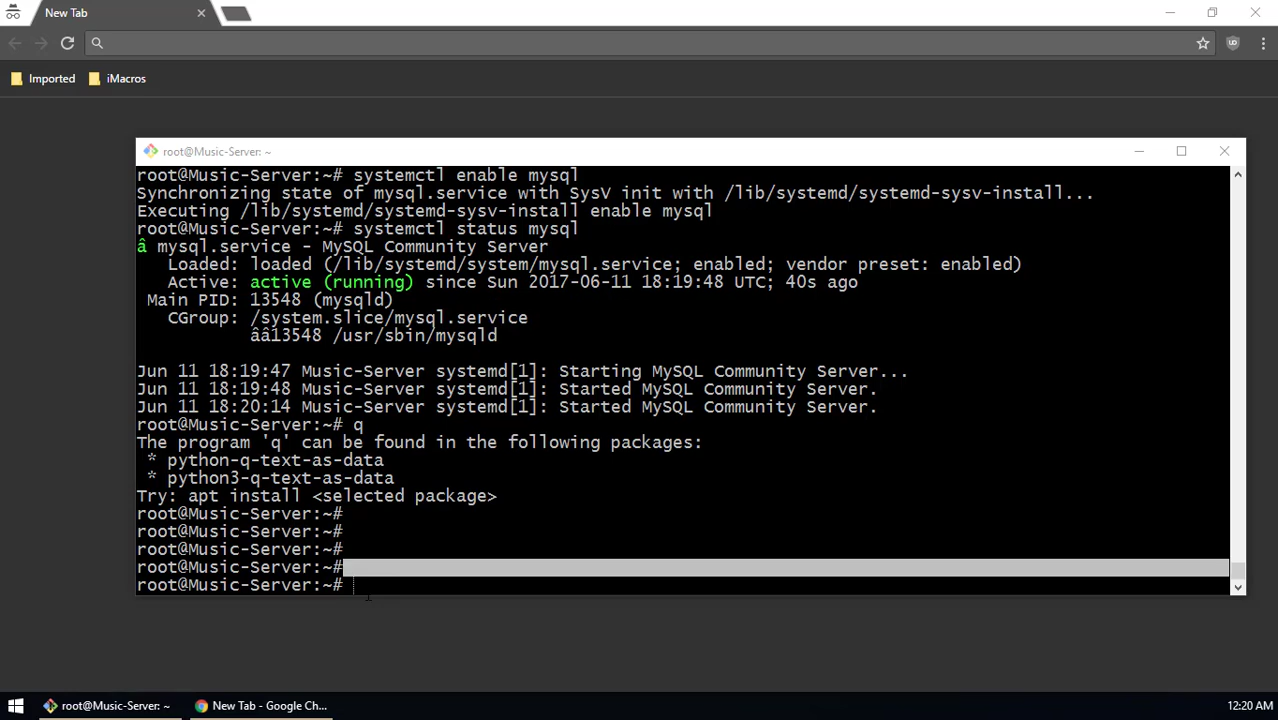 New Tab
Imported
iMacros
root@Music-Server: ~
root@Music-Server:~# systemctl enable mysql
Synchronizing state of mysql.service with SysV init with /lib/systemd/systemd-sysv-install...
Executing /lib/systemd/systemd-sysv-install enable mysql
root@Music-Server:~# systemctl status mysql
â mysql.service - MySQL Community Server
Loaded: loaded (/lib/systemd/system/mysql.service; enabled; vendor preset: enabled)
Active: active (running) since Sun 2017-06-11 18:19:48 UTC; 40s ago
Main PID: 13548 (mysqld)
CGroup: /system.slice/mysql.service
ââ13548 /usr/sbin/mysqld
Jun 11 18:19:47 Music-Server systemd[1]: Starting MySQL Community Server...
Jun 11 18:19:48 Music-Server systemd[1]: Started MySQL Community Server.
Jun 11 18:20:14 Music-Server systemd[1]: Started MySQL Community Server.
root@Music-Server:~# q
The program 'q' can be found in the following packages:
* python-q-text-as-data
* python3-q-text-as-data
Try: apt install <selected package>
root@Music-Server:~#
root@Music-Server:~#
root@Music-Server:~#
root@Music-Server:~#
root@Music-Server:~#
root@Music-Server: ~
New Tab - Google Ch...
12:20 AM